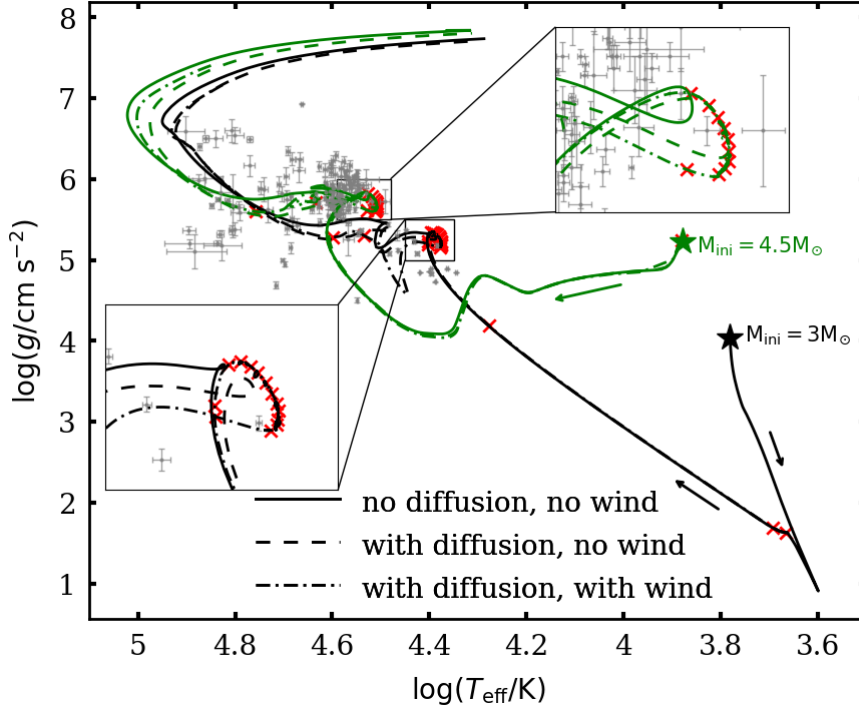 8
7
6
5
4
3
2
1
log(g/cm s⁻²)
M_ini = 4.5M_⊙
M_ini = 3M_⊙
no diffusion, no wind
with diffusion, no wind
with diffusion, with wind
5 4.8 4.6 4.4 4.2 4 3.8 3.6
log(T_eff/K)